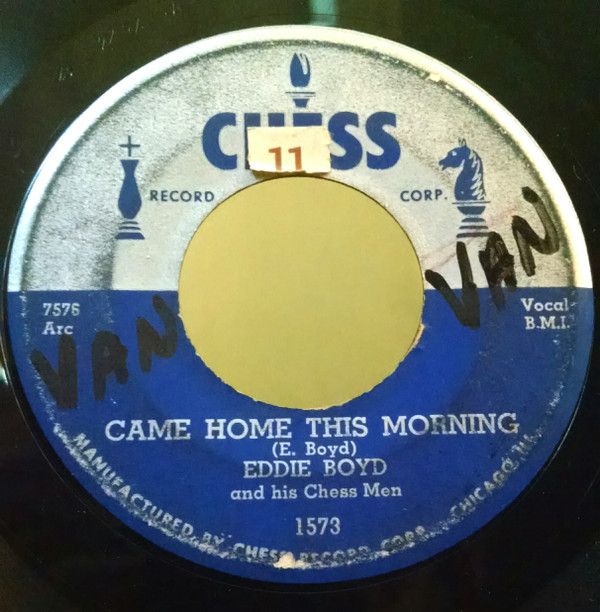 CHESS
11
RECORD CORP.
7576
Arc
Vocal
B.M.I.
VAN
VAN
CAME HOME THIS MORNING
(E. Boyd)
EDDIE BOYD
and his Chess Men
1573
MANUFACTURED BY CHESS RECORD CORP. CHICAGO, ILL.